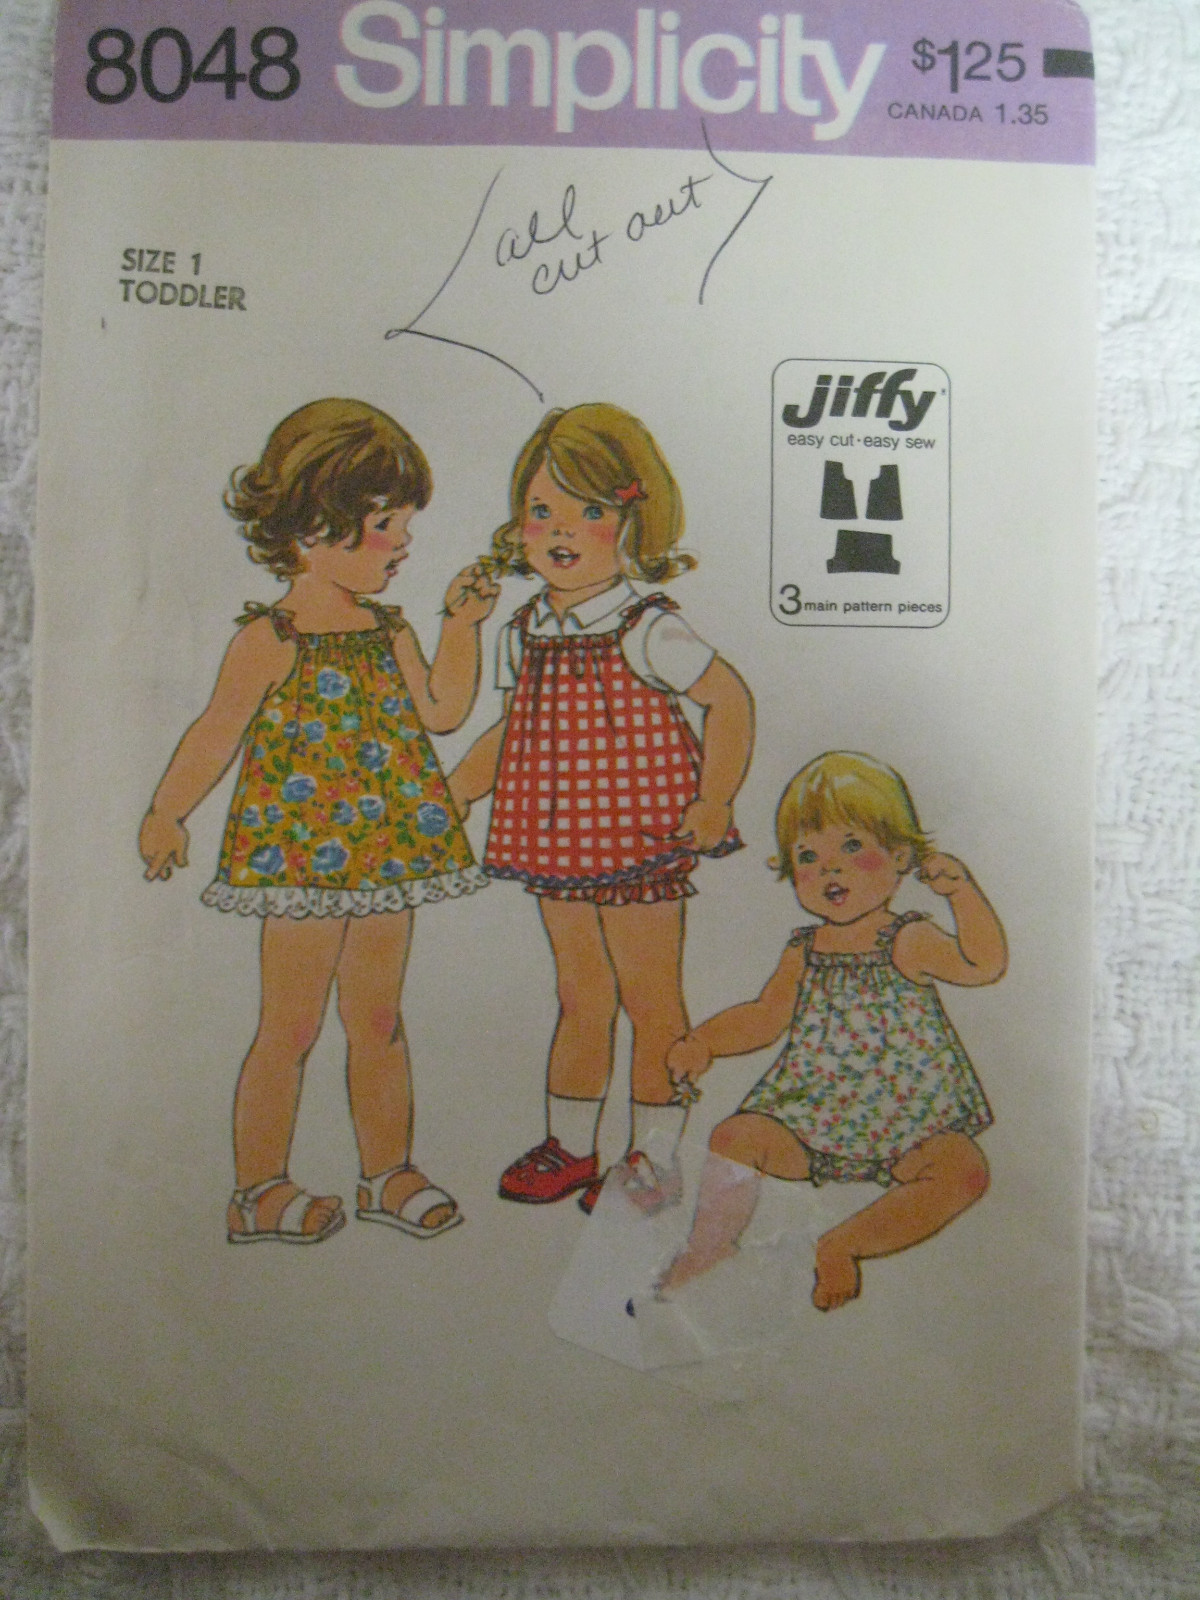 8048 Simplicity $1.25
CANADA 1.35
all
cut out
SIZE 1
TODDLER
jiffy
easy cut·easy sew
3 main pattern pieces